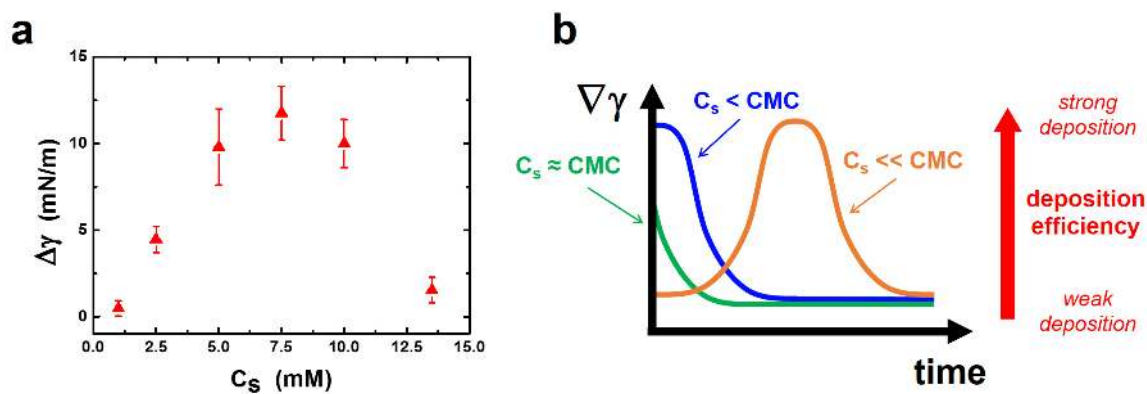 a
Δγ (mN/m)
15
10
5
0
0.0 2.5 5.0 7.5 10.0 12.5 15.0
Cs (mM)
b
∇γ
Cs < CMC
Cs ≈ CMC
Cs << CMC
time
strong
deposition
deposition
efficiency
weak
deposition